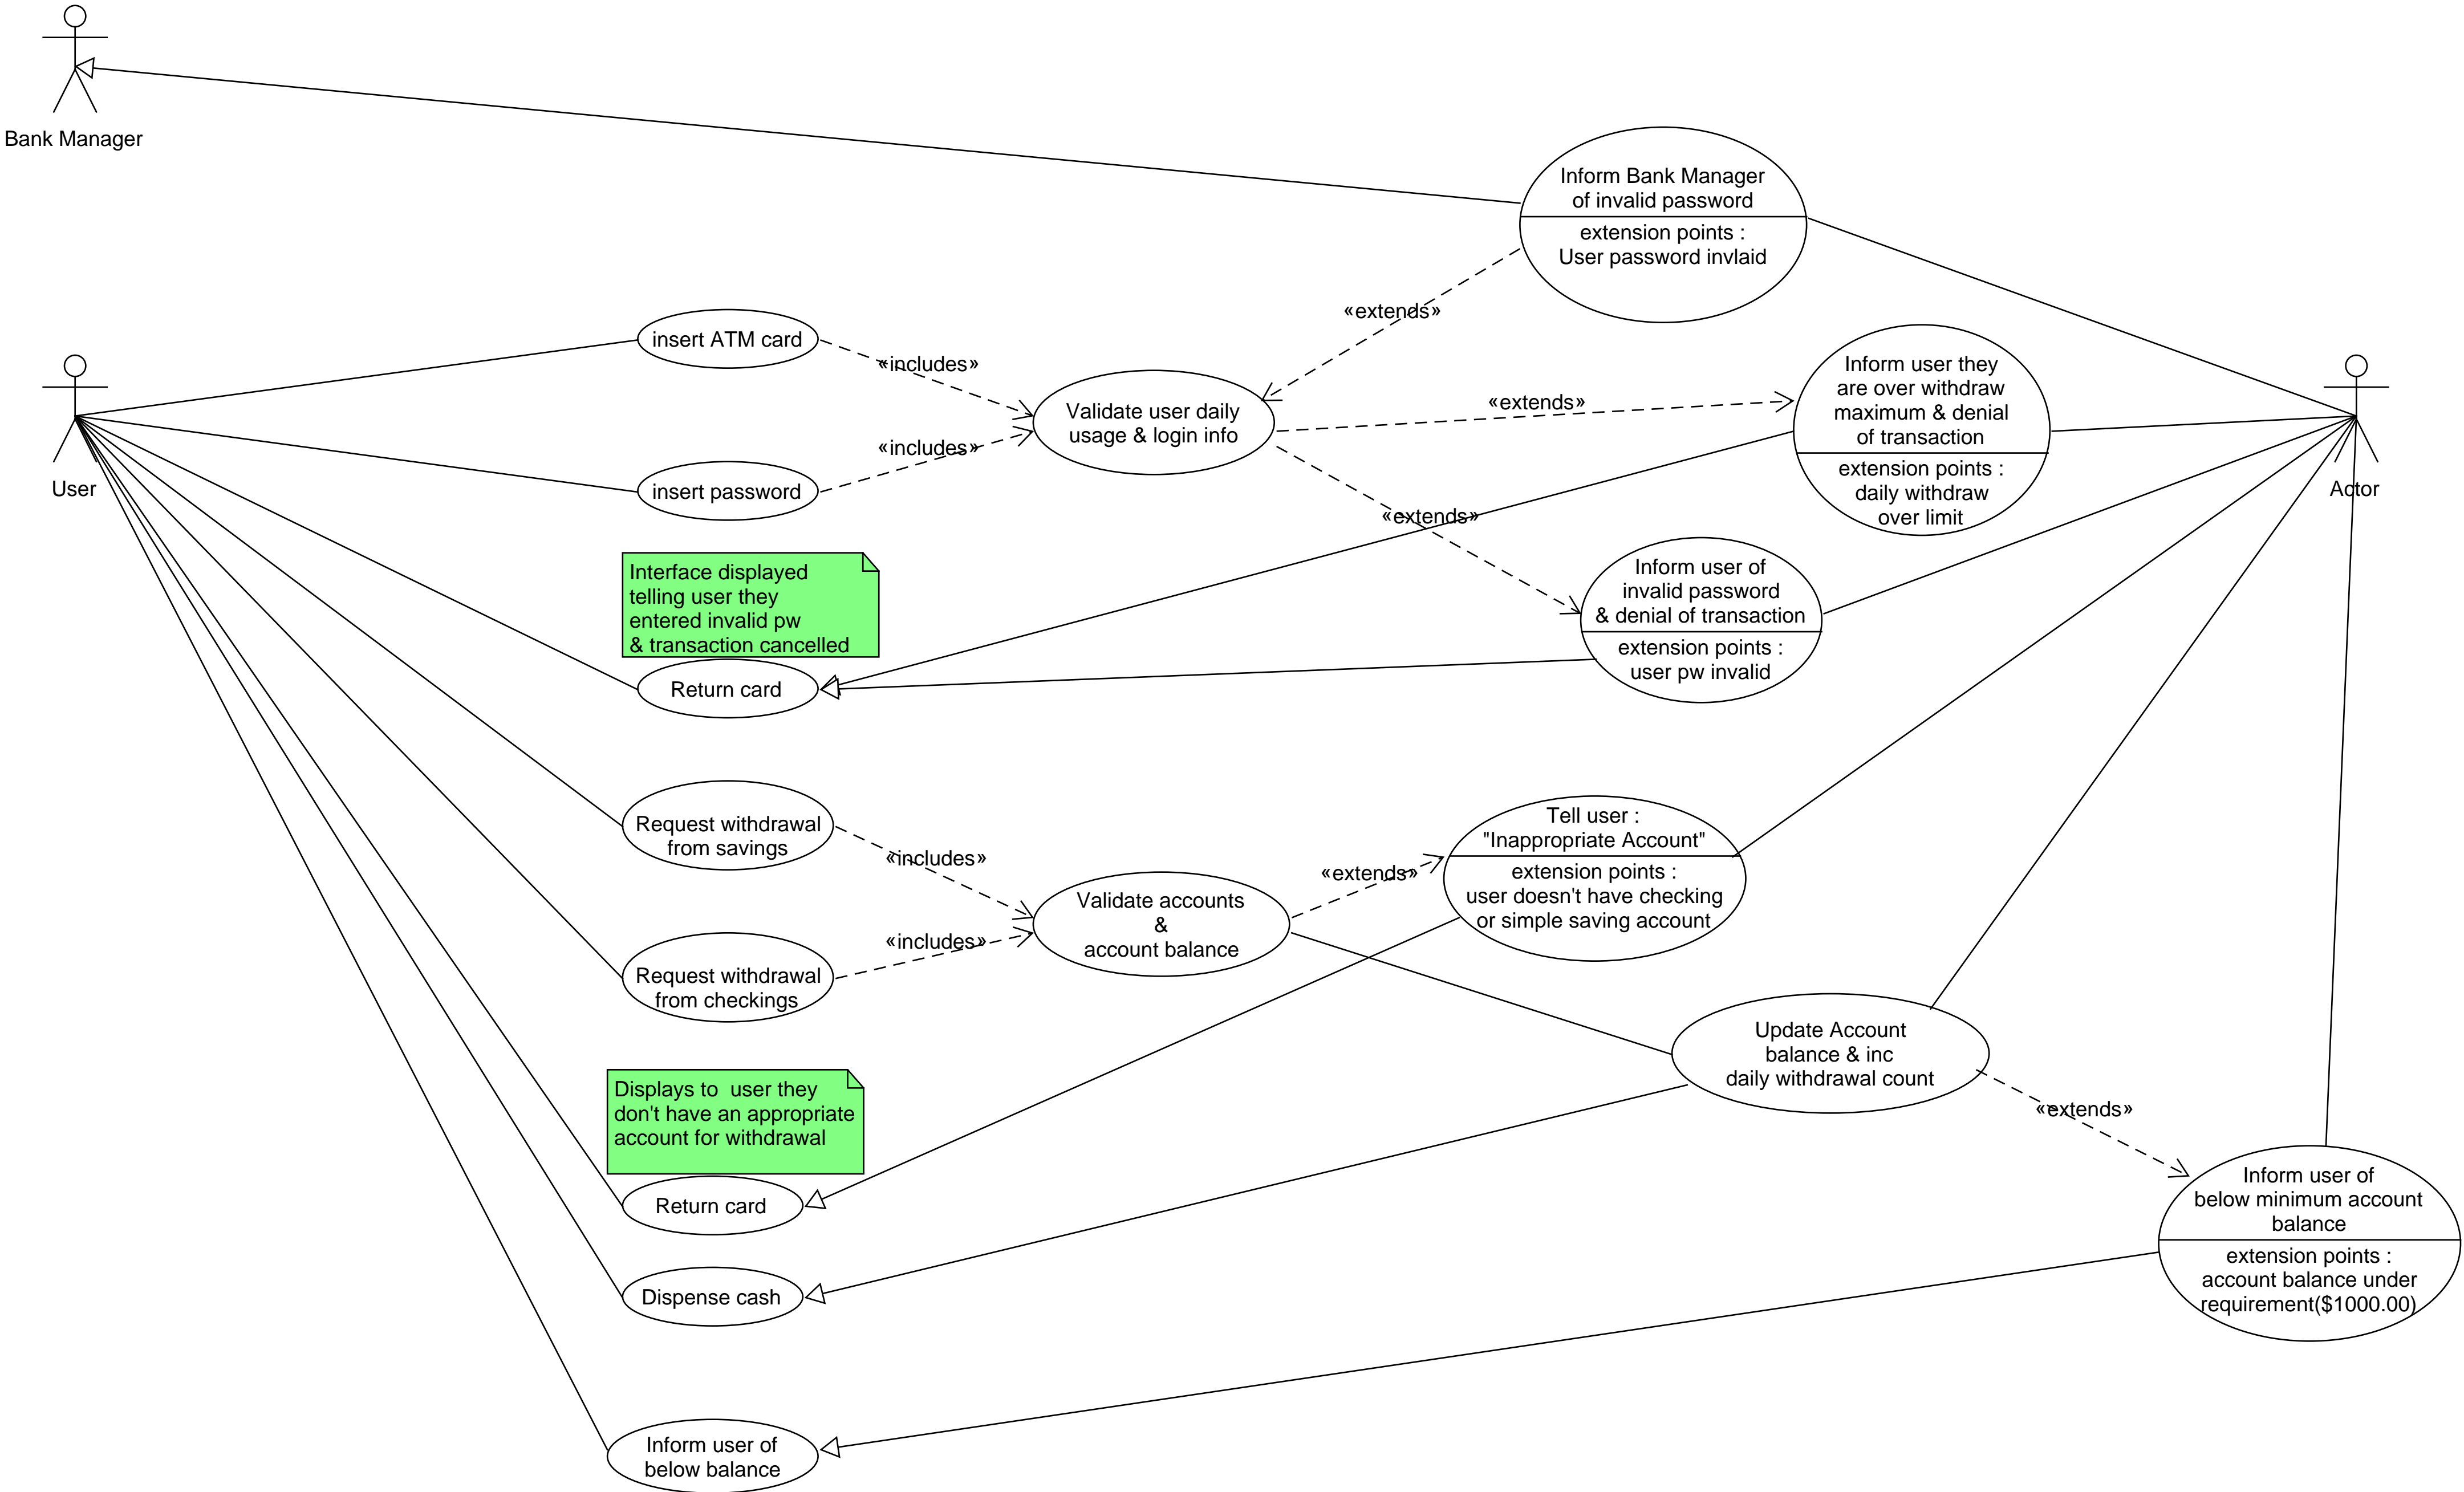 Bank Manager
Inform Bank Manager
of invalid password
extension points :
User password invlaid
«extends»
insert ATM card
«includes»
Validate user daily
usage & login info
«extends»
Inform user they
are over withdraw
maximum & denial
of transaction
extension points :
daily withdraw
over limit
User
insert password
«includes»
«extends»
Actor
Interface displayed
telling user they
entered invalid pw
& transaction cancelled
Return card
Inform user of
invalid password
& denial of transaction
extension points :
user pw invalid
Request withdrawal
from savings
«includes»
Validate accounts
&
account balance
«extends»
Tell user :
"Inappropriate Account"
extension points :
user doesn't have checking
or simple saving account
Request withdrawal
from checkings
«includes»
Update Account
balance & inc
daily withdrawal count
«extends»
Displays to  user they
don't have an appropriate
account for withdrawal
Return card
Inform user of
below minimum account
balance
extension points :
account balance under
requirement($1000.00)
Dispense cash
Inform user of
below balance